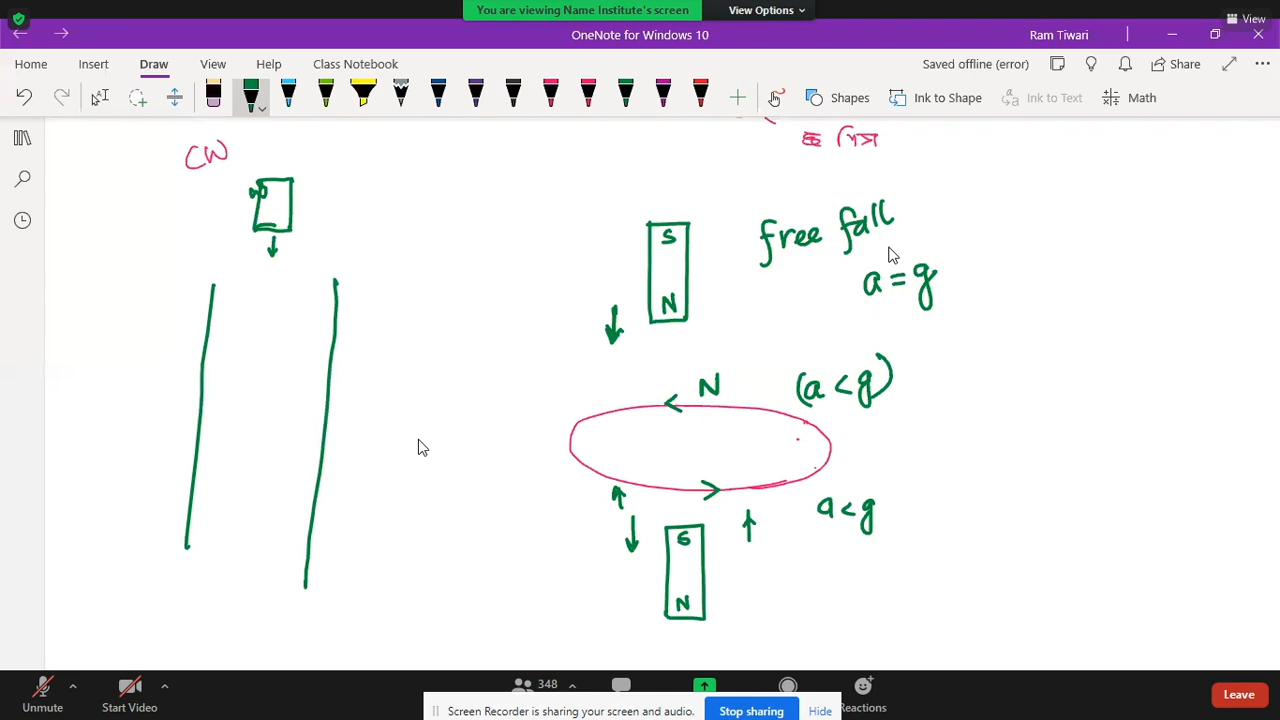 You are viewing Name Institute's screen
View Options
View
OneNote for Windows 10
Ram Tiwari
Home
Insert
Draw
View
Help
Class Notebook
Saved offline (error)
Share
Shapes
Ink to Shape
Ink to Text
Math
CW
S
N
free fall
a = g
N
(a < g)
a < g
S
N
Unmute
Start Video
348
Reactions
Leave
Screen Recorder is sharing your screen and audio.
Stop sharing
Hide